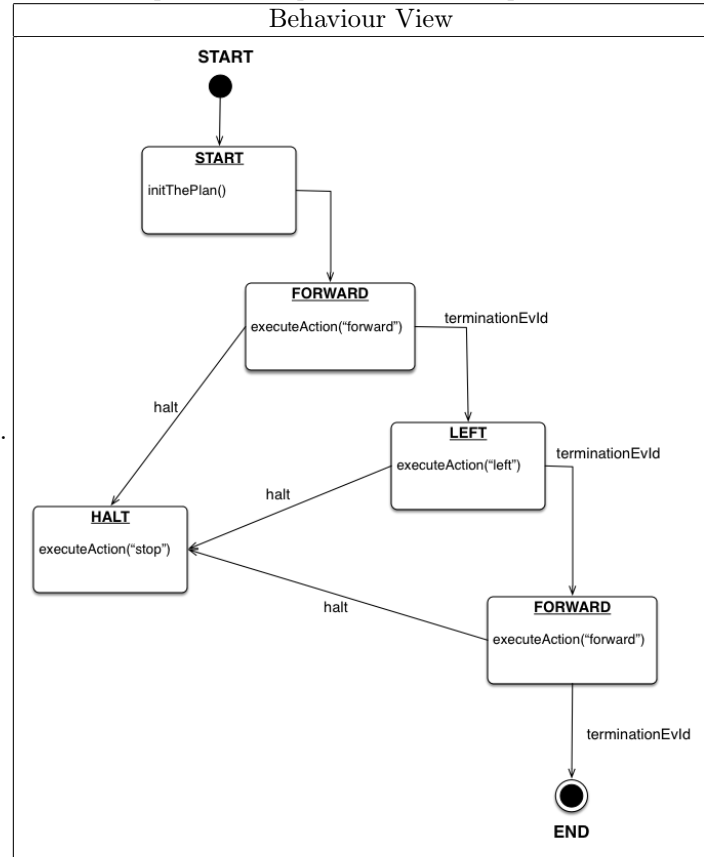 Behaviour View
START
START
initThePlan()
FORWARD
executeAction(“forward”)
terminationEvId
halt
LEFT
executeAction(“left”)
terminationEvId
halt
HALT
executeAction(“stop”)
.
halt
FORWARD
executeAction(“forward”)
terminationEvId
END